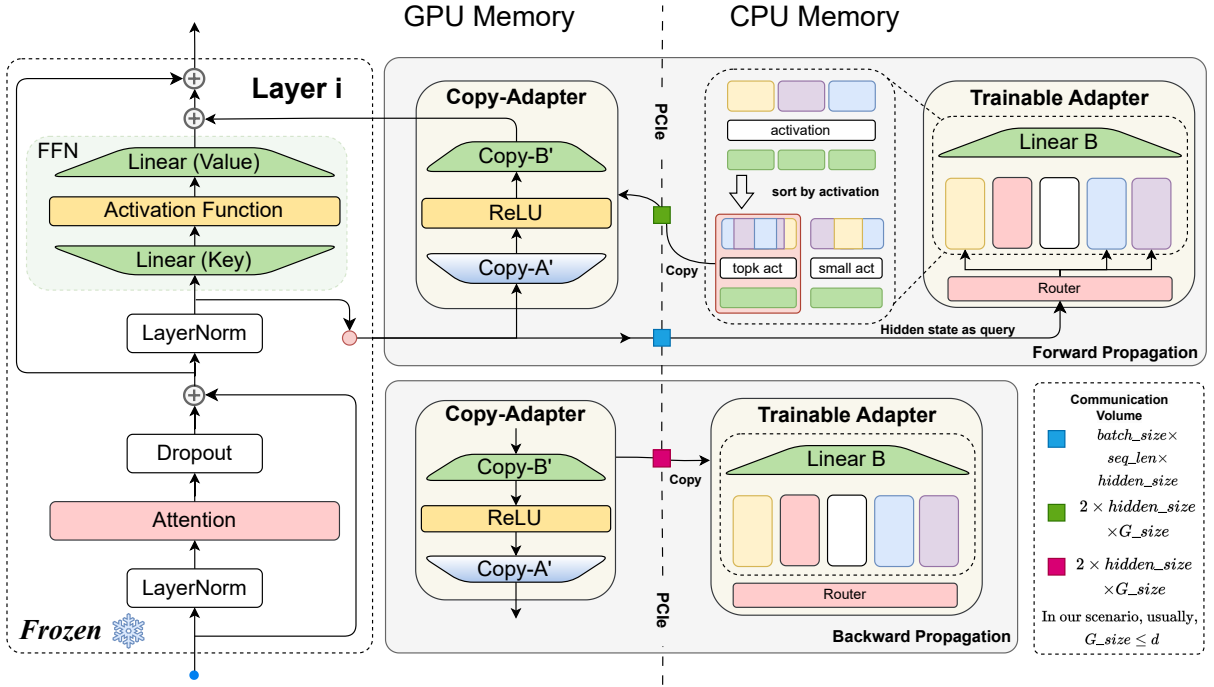 GPU Memory
CPU Memory
Layer i
FFN
Linear (Value)
Activation Function
Linear (Key)
LayerNorm
Dropout
Attention
LayerNorm
Frozen
Copy-Adapter
Copy-B'
ReLU
Copy-A'
PCIe
Copy
activation
sort by activation
topk act
small act
Trainable Adapter
Linear B
Router
Hidden state as query
Forward Propagation
Copy-Adapter
Copy-B'
ReLU
Copy-A'
PCIe
Copy
Trainable Adapter
Linear B
Router
Backward Propagation
Communication
Volume
batch_size×
seq_len×
hidden_size
2 × hidden_size
×G_size
2 × hidden_size
×G_size
In our scenario, usually,
G_size ≤ d